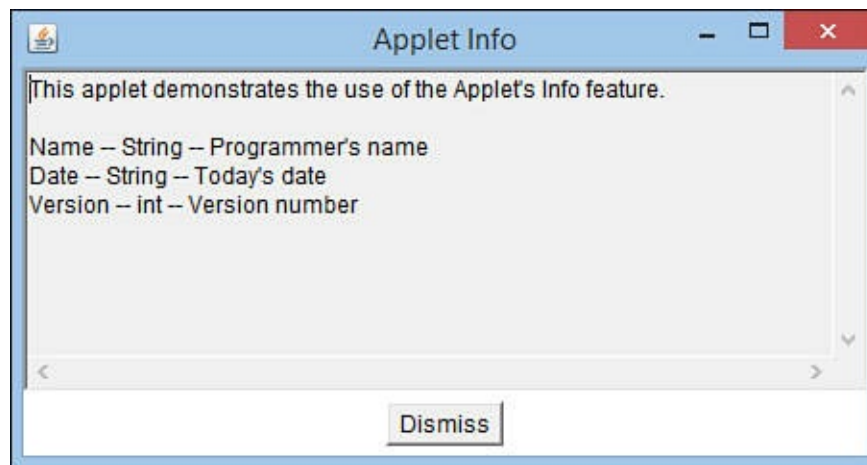 Applet Info
This applet demonstrates the use of the Applet's Info feature.
Name -- String -- Programmer's name
Date -- String -- Today's date
Version -- int -- Version number
Dismiss